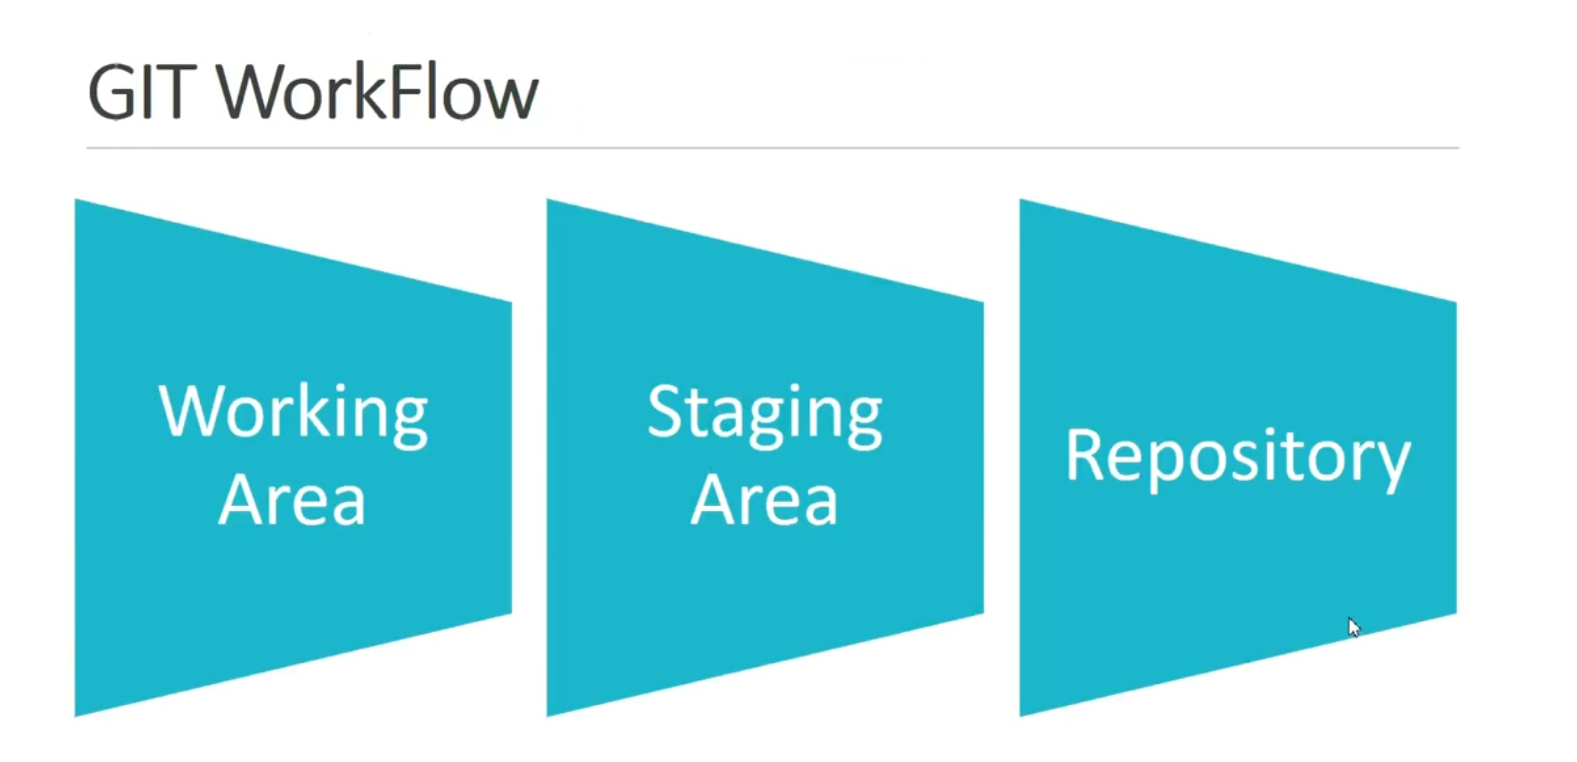 GIT WorkFlow
Working
Area
Staging
Area
Repository